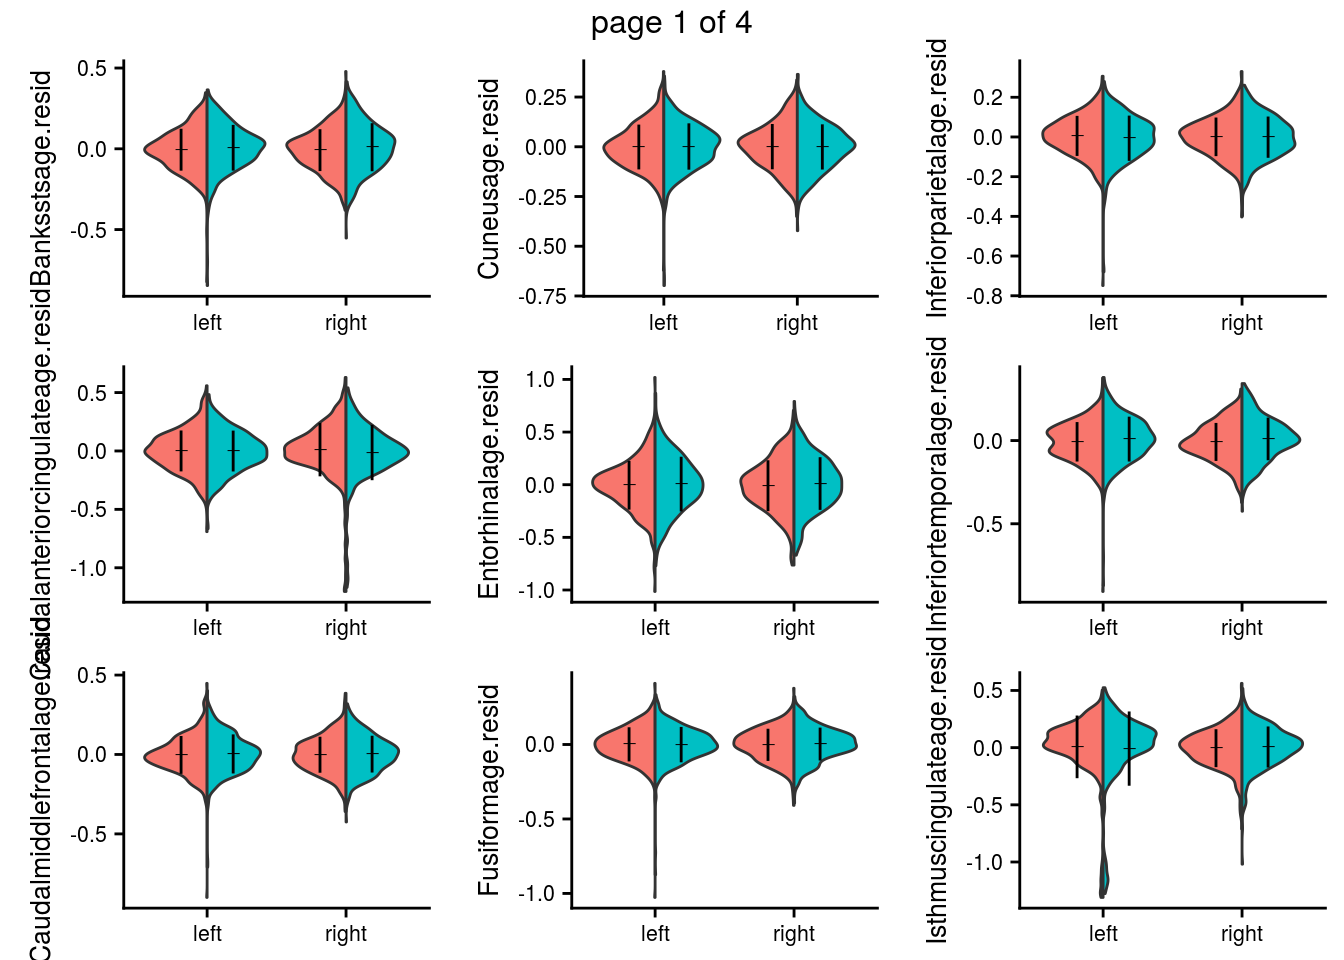 page 1 of 4
Banksstsage.resid
0.5
0.0
-0.5
left
right
Cuneusage.resid
0.25
0.00
-0.25
-0.50
-0.75
left
right
Inferiorparietalage.resid
0.2
0.0
-0.2
-0.4
-0.6
-0.8
left
right
Caudalanteriorcingulateage.resid
0.5
0.0
-0.5
-1.0
left
right
Entorhinalage.resid
1.0
0.5
0.0
-0.5
-1.0
left
right
Inferiortemporalage.resid
0.0
-0.5
left
right
Caudalmiddlefrontalage.resid
0.5
0.0
-0.5
left
right
Fusiformage.resid
0.0
-0.5
-1.0
left
right
Isthmuscingulateage.resid
0.5
0.0
-0.5
-1.0
left
right